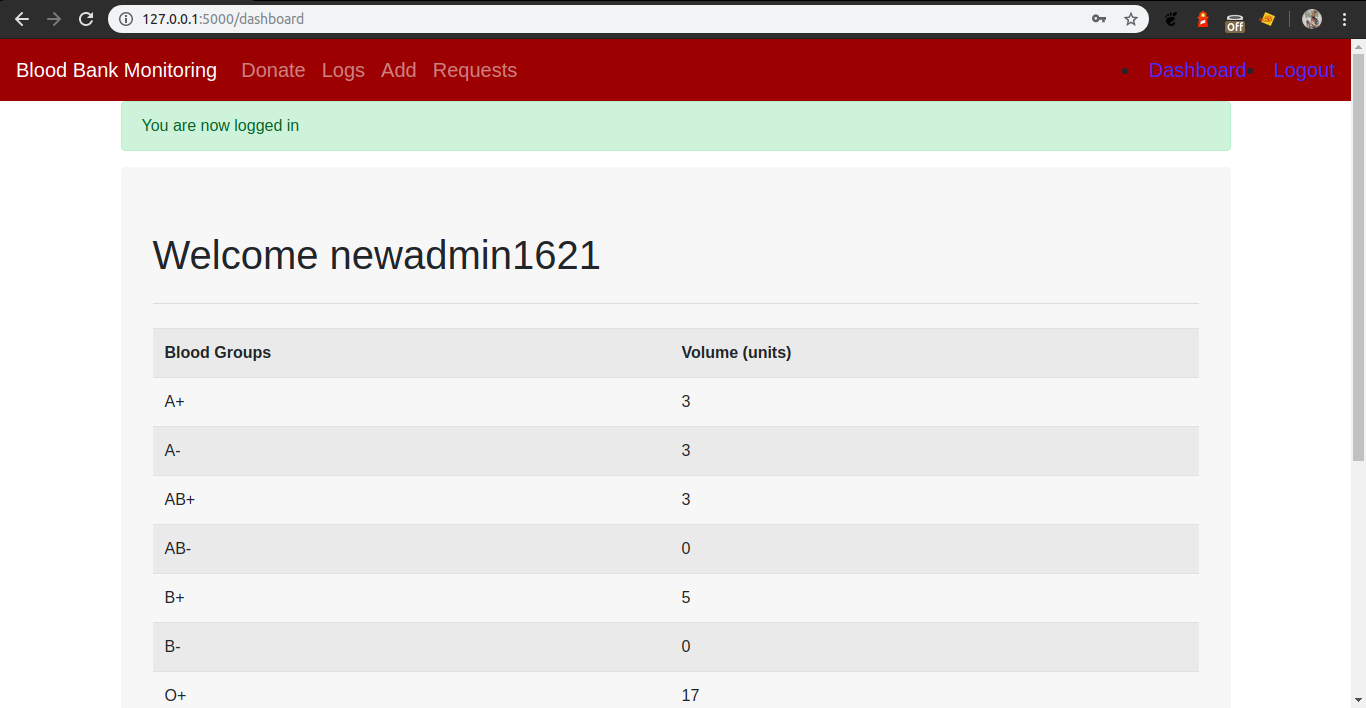 127.0.0.1:5000/dashboard
Off
Blood Bank Monitoring Donate Logs Add Requests Dashboard Logout
You are now logged in
Welcome newadmin1621
Blood Groups Volume (units)
A+ 3
A- 3
AB+ 3
AB- 0
B+ 5
B- 0
O+ 17